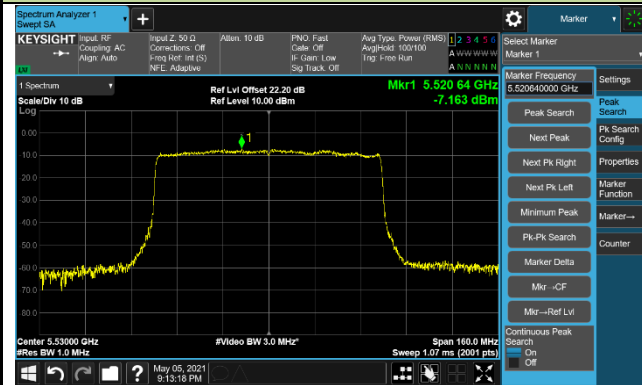 Spectrum Analyzer 1
Swept SA
Marker
KEYSIGHT
Input: RF
Coupling: AC
Align: Auto
Input Z: 50 Ω
Corrections: Off
Freq Ref: Int (S)
NFE: Adaptive
Atten: 10 dB
PNO: Fast
Gate: Off
IF Gain: Low
Sig Track: Off
Avg Type: Power (RMS)
Avg|Hold: 100/100
Trig: Free Run
1 2 3 4 5 6
A W W W W W
A N N N N N
Select Marker
Marker 1
1 Spectrum
Scale/Div 10 dB
Log
Ref Lvl Offset 22.20 dB
Ref Level 10.00 dBm
Mkr1 5.520 64 GHz
-7.163 dBm
1
0.00
-10.0
-20.0
-30.0
-40.0
-50.0
-60.0
-70.0
-80.0
Center 5.53000 GHz
#Res BW 1.0 MHz
#Video BW 3.0 MHz*
Span 160.0 MHz
Sweep 1.07 ms (2001 pts)
Marker Frequency
5.520640000 GHz
Peak Search
Next Peak
Next Pk Right
Next Pk Left
Minimum Peak
Pk-Pk Search
Marker Delta
Mkr→CF
Mkr→Ref Lvl
Continuous Peak
Search
On
Off
Settings
Peak
Search
Pk Search
Config
Properties
Marker
Function
Marker→
Counter
?
May 05, 2021
9:13:18 PM